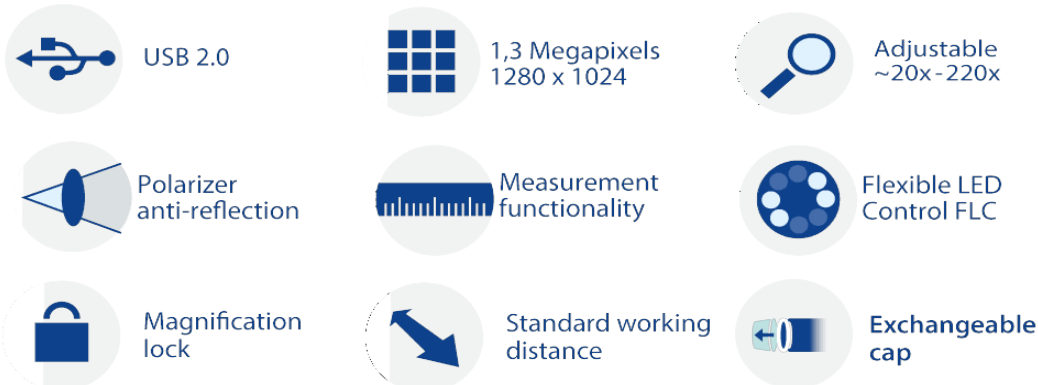 USB 2.0
1,3 Megapixels
1280 x 1024
Adjustable
~20x-220x
Polarizer
anti-reflection
Measurement
functionality
Flexible LED
Control FLC
Magnification
lock
Standard working
distance
Exchangeable
cap